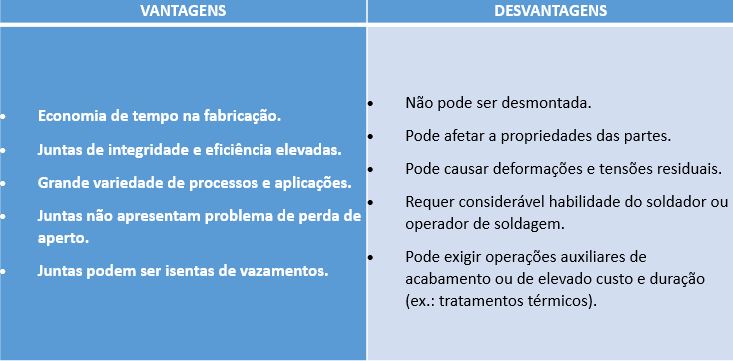 VANTAGENS
DESVANTAGENS
• Economia de tempo na fabricação.
• Juntas de integridade e eficiência elevadas.
• Grande variedade de processos e aplicações.
• Juntas não apresentam problema de perda de
aperto.
• Juntas podem ser isentas de vazamentos.
• Não pode ser desmontada.
• Pode afetar a propriedades das partes.
• Pode causar deformações e tensões residuais.
• Requer considerável habilidade do soldador ou
operador de soldagem.
• Pode exigir operações auxiliares de
acabamento ou de elevado custo e duração
(ex.: tratamentos térmicos).